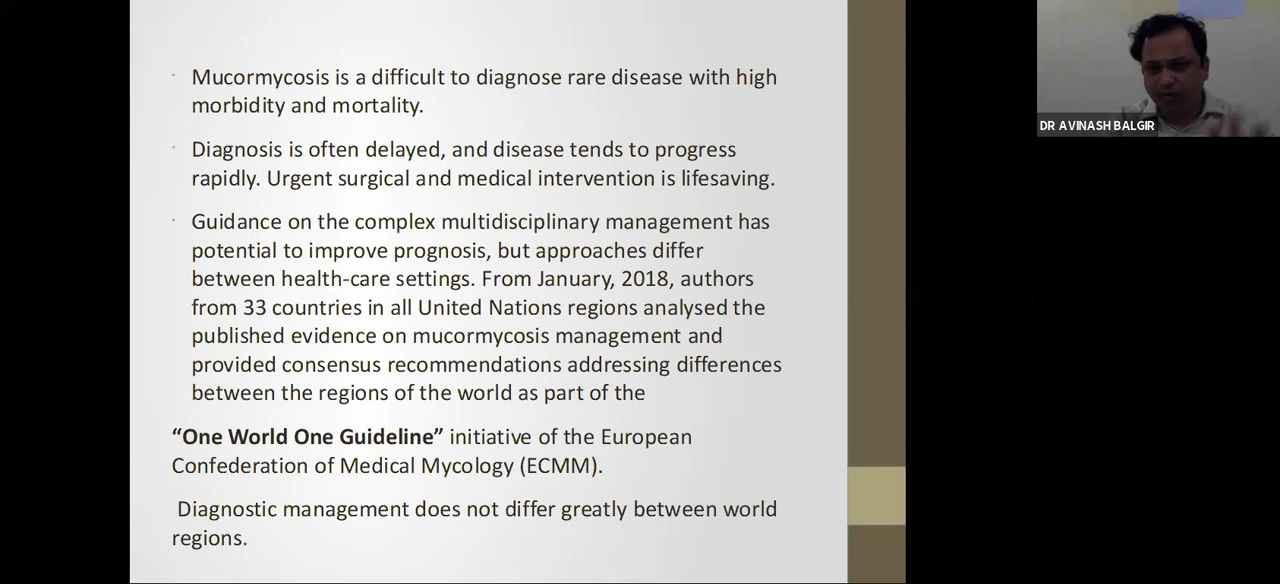 Mucormycosis is a difficult to diagnose rare disease with high
morbidity and mortality.
Diagnosis is often delayed, and disease tends to progress
rapidly. Urgent surgical and medical intervention is lifesaving.
Guidance on the complex multidisciplinary management has
potential to improve prognosis, but approaches differ
between health-care settings. From January, 2018, authors
from 33 countries in all United Nations regions analysed the
published evidence on mucormycosis management and
provided consensus recommendations addressing differences
between the regions of the world as part of the
“One World One Guideline” initiative of the European
Confederation of Medical Mycology (ECMM).
Diagnostic management does not differ greatly between world
regions.
DR AVINASH BALGIR